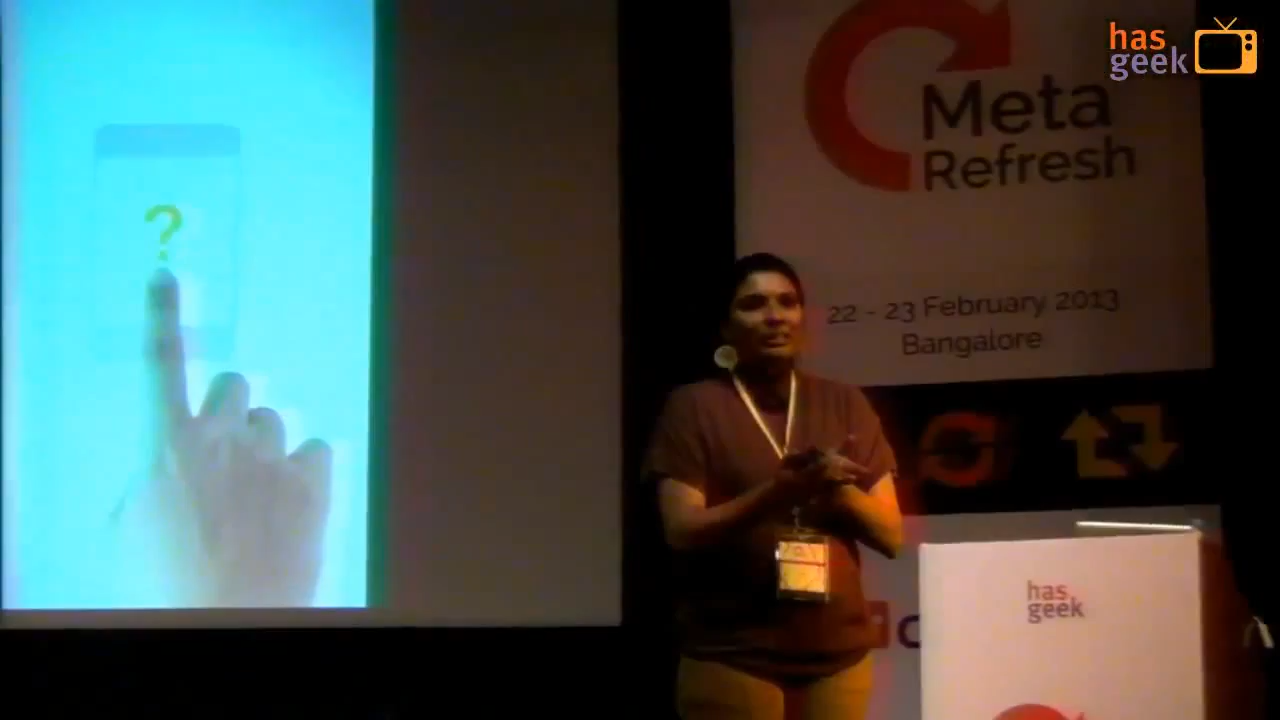 ?
has
geek
Meta
Refresh
22 - 23 February 2013
Bangalore
has
geek